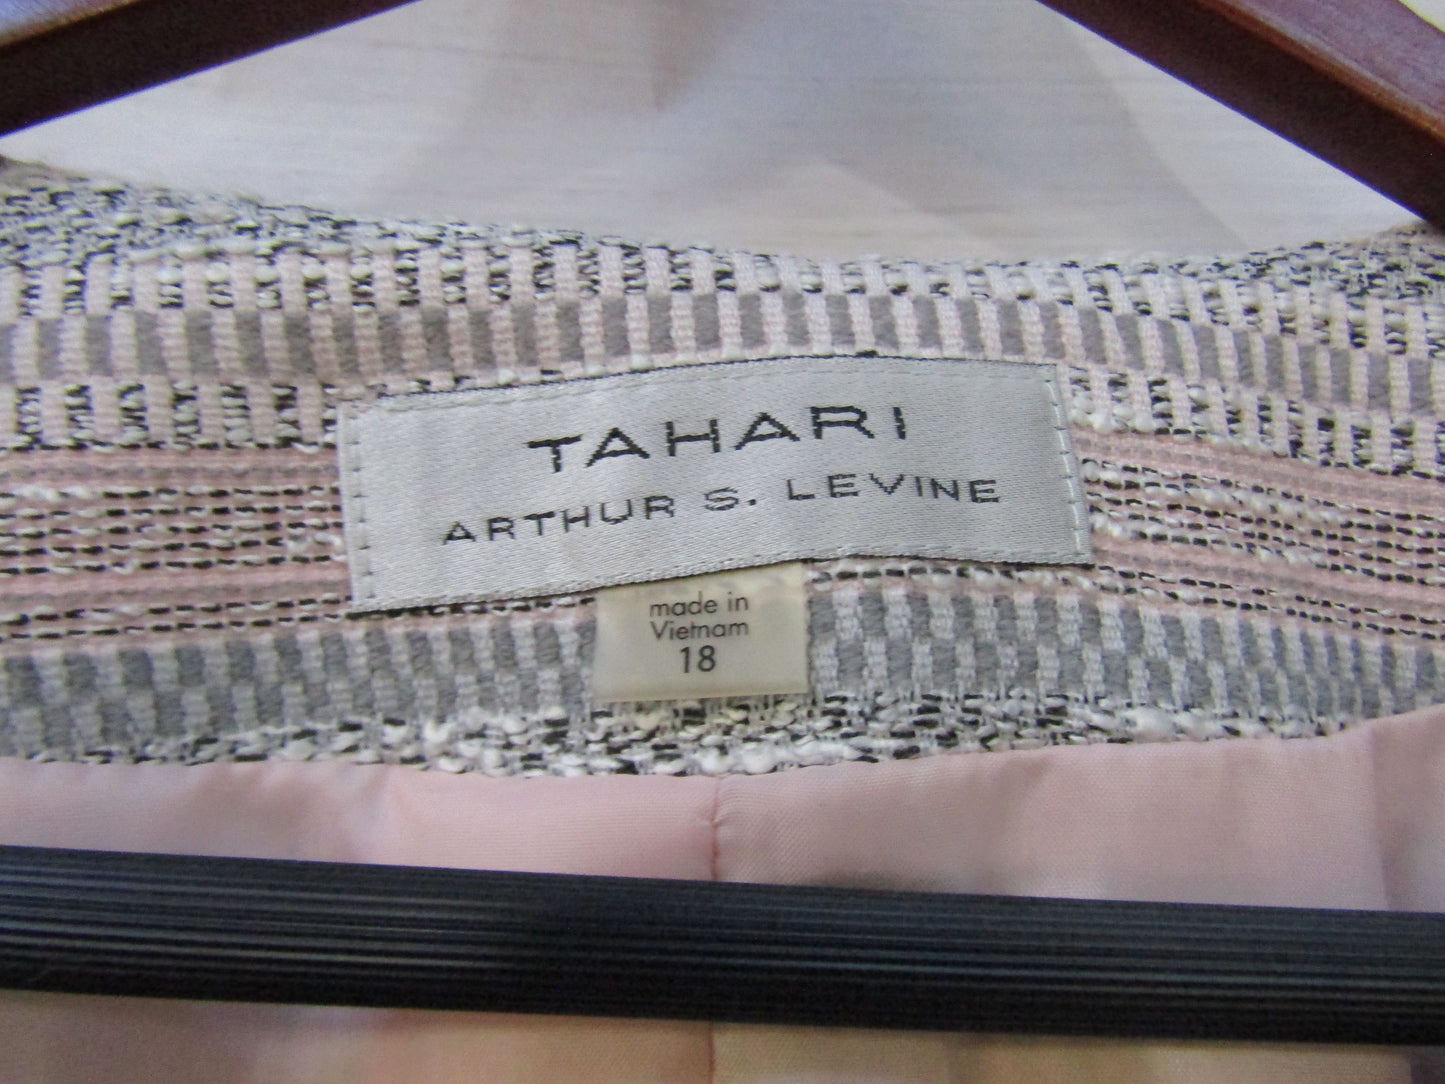 TAHARI
ARTHUR S. LEVINE
made in
Vietnam
18